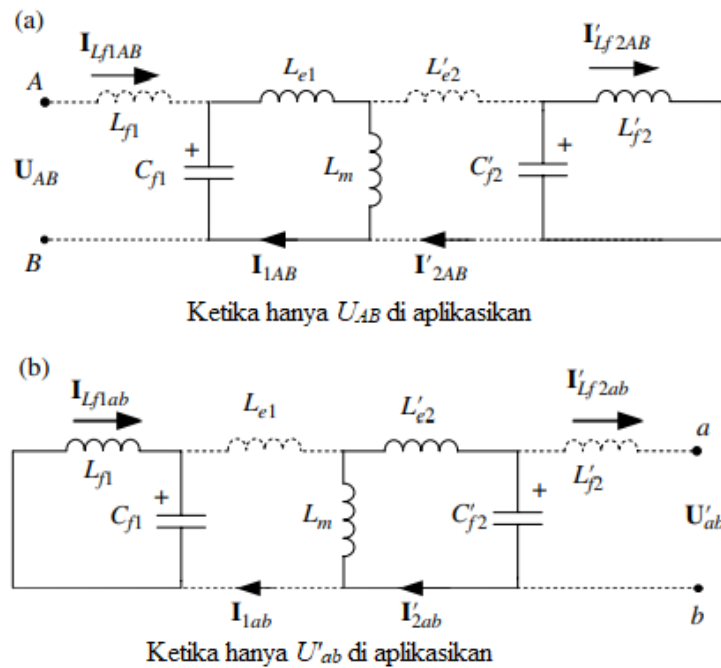 (a)
I_Lf1AB
I'_Lf2AB
A
L_e1
L'_e2
L_f1
L'_f2
+
+
U_AB
C_f1
L_m
C'_f2
B
I_1AB
I'_2AB
Ketika hanya U_AB di aplikasikan
(b)
I_Lf1ab
I'_Lf2ab
L_e1
L'_e2
a
L_f1
L'_f2
+
+
C_f1
L_m
C'_f2
U'_ab
I_1ab
I'_2ab
b
Ketika hanya U'_ab di aplikasikan